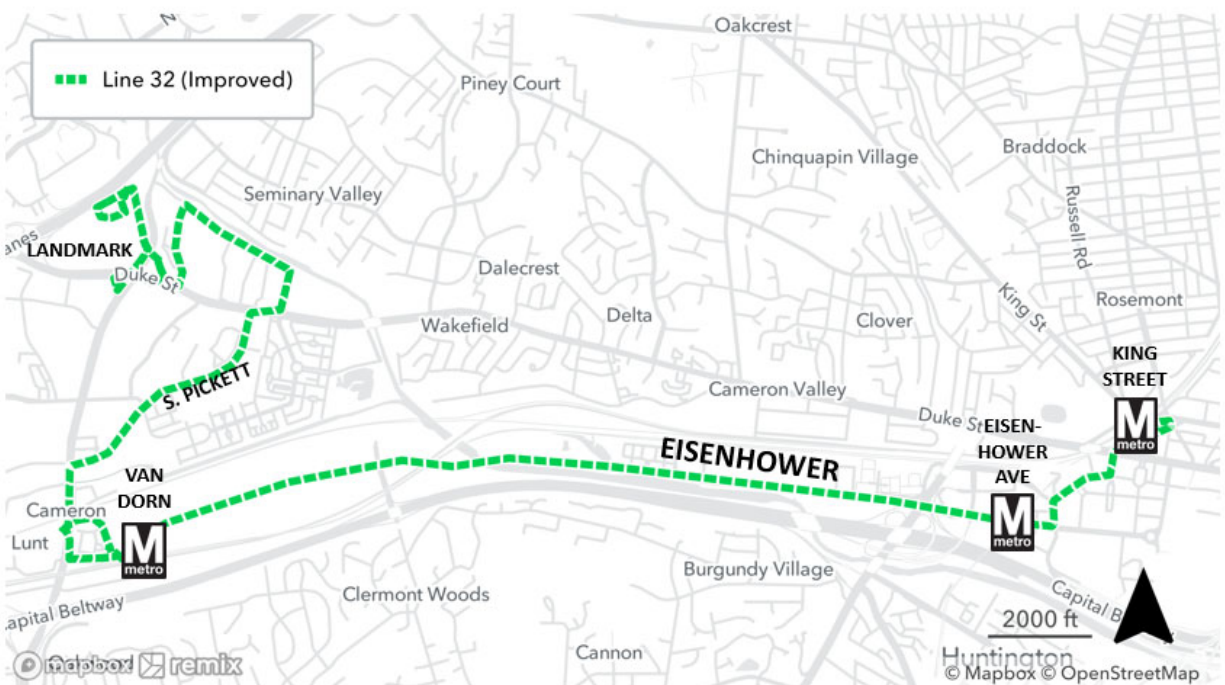 Line 32 (Improved)
Oakcrest
Piney Court
Chinquapin Village
Braddock
Seminary Valley
Russell Rd
anes
LANDMARK
Duke St
Dalecrest
Wakefield
Delta
Clover
King St
Rosemont
KING
STREET
S. PICKETT
Cameron Valley
Duke St
EISEN-
HOWER
AVE
M
metro
EISENHOWER
VAN
DORN
Cameron
Lunt
M
metro
M
metro
Burgundy Village
Clermont Woods
Capital B
apital Beltway
2000 ft
Cannon
Huntington
mapbox remix
© Mapbox © OpenStreetMap